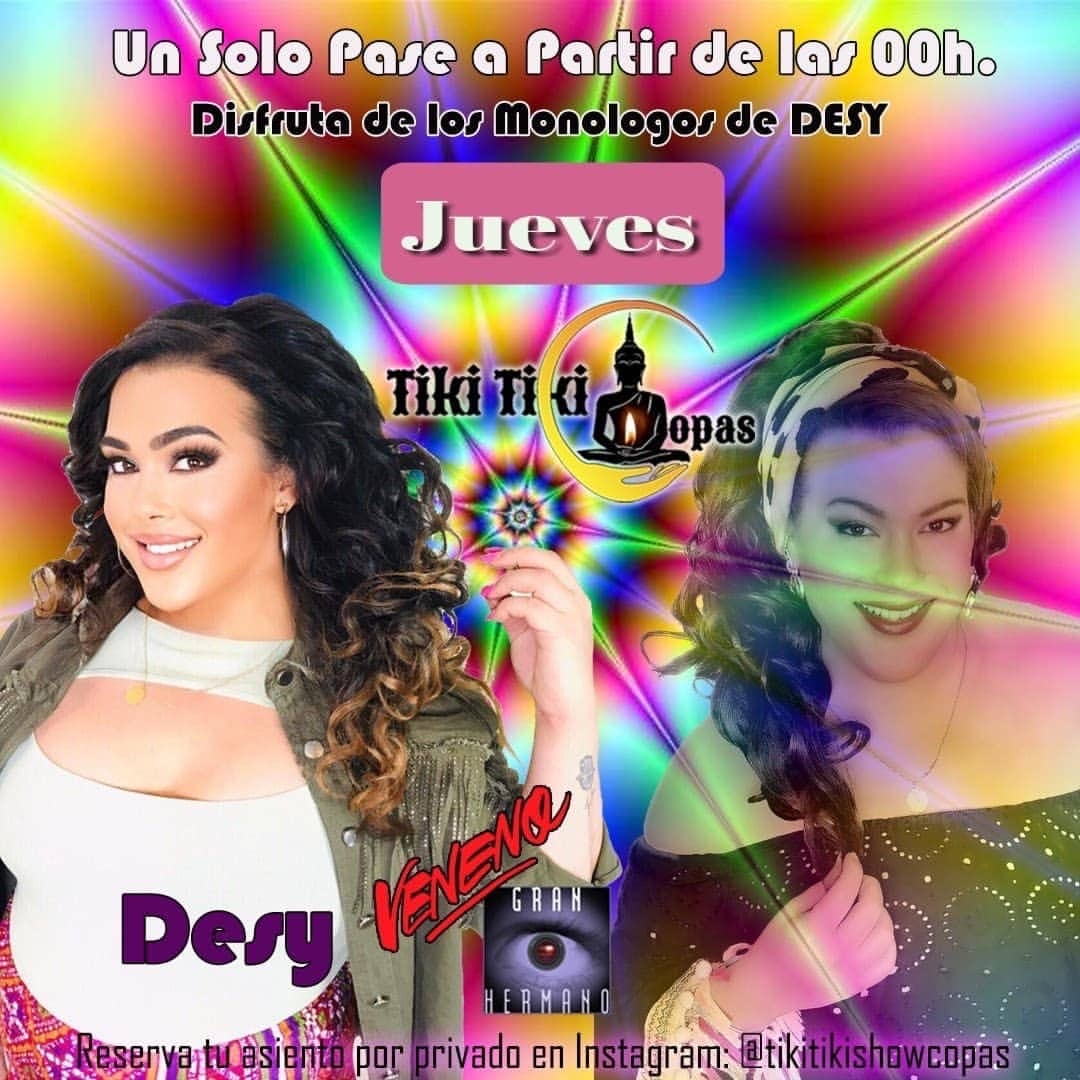 Un Solo Pase a Partir de las 00h.
Disfruta de los Monologos de DESY
Jueves
Tiki Tiki Copas
VENENO
GRAN
HERMANO
Desy
Reserva tu asiento por privado en Instagram: @tikitikishowcopas